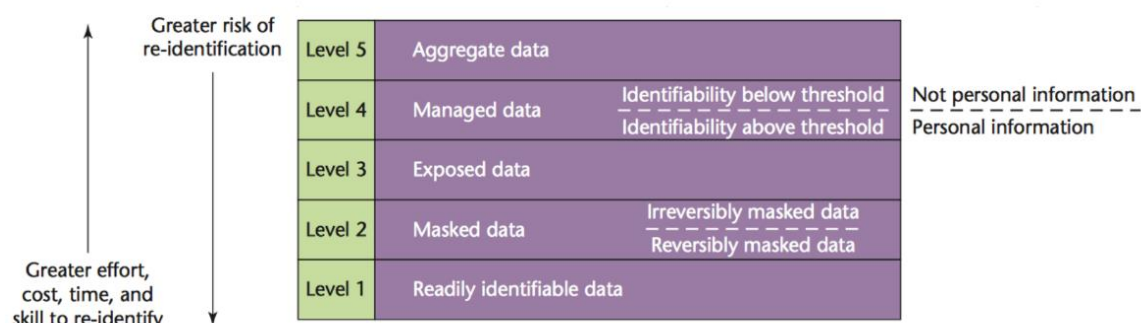 Greater risk of
re-identification
Level 5
Aggregate data
Level 4
Managed data
Identifiability below threshold
Identifiability above threshold
Not personal information
Personal information
Level 3
Exposed data
Level 2
Masked data
Irreversibly masked data
Reversibly masked data
Greater effort,
cost, time, and
skill to re-identify
Level 1
Readily identifiable data